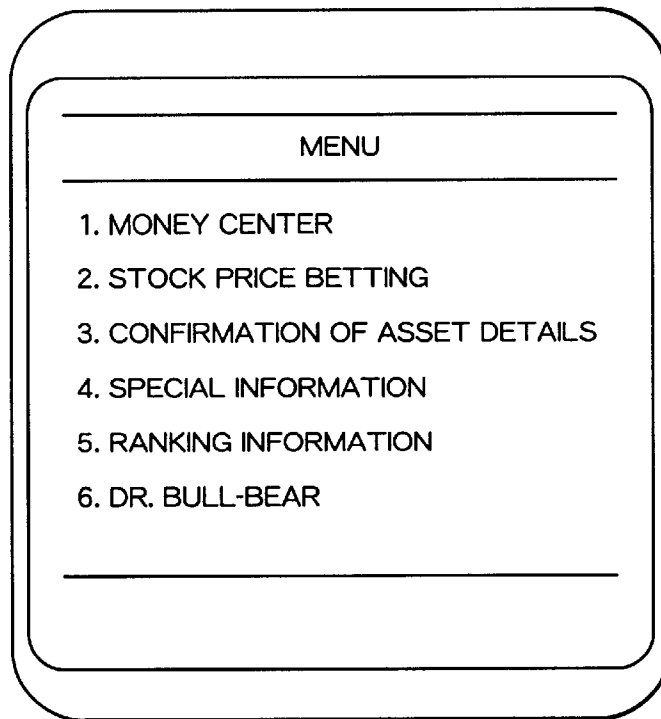 MENU
1. MONEY CENTER
2. STOCK PRICE BETTING
3. CONFIRMATION OF ASSET DETAILS
4. SPECIAL INFORMATION
5. RANKING INFORMATION
6. DR. BULL-BEAR